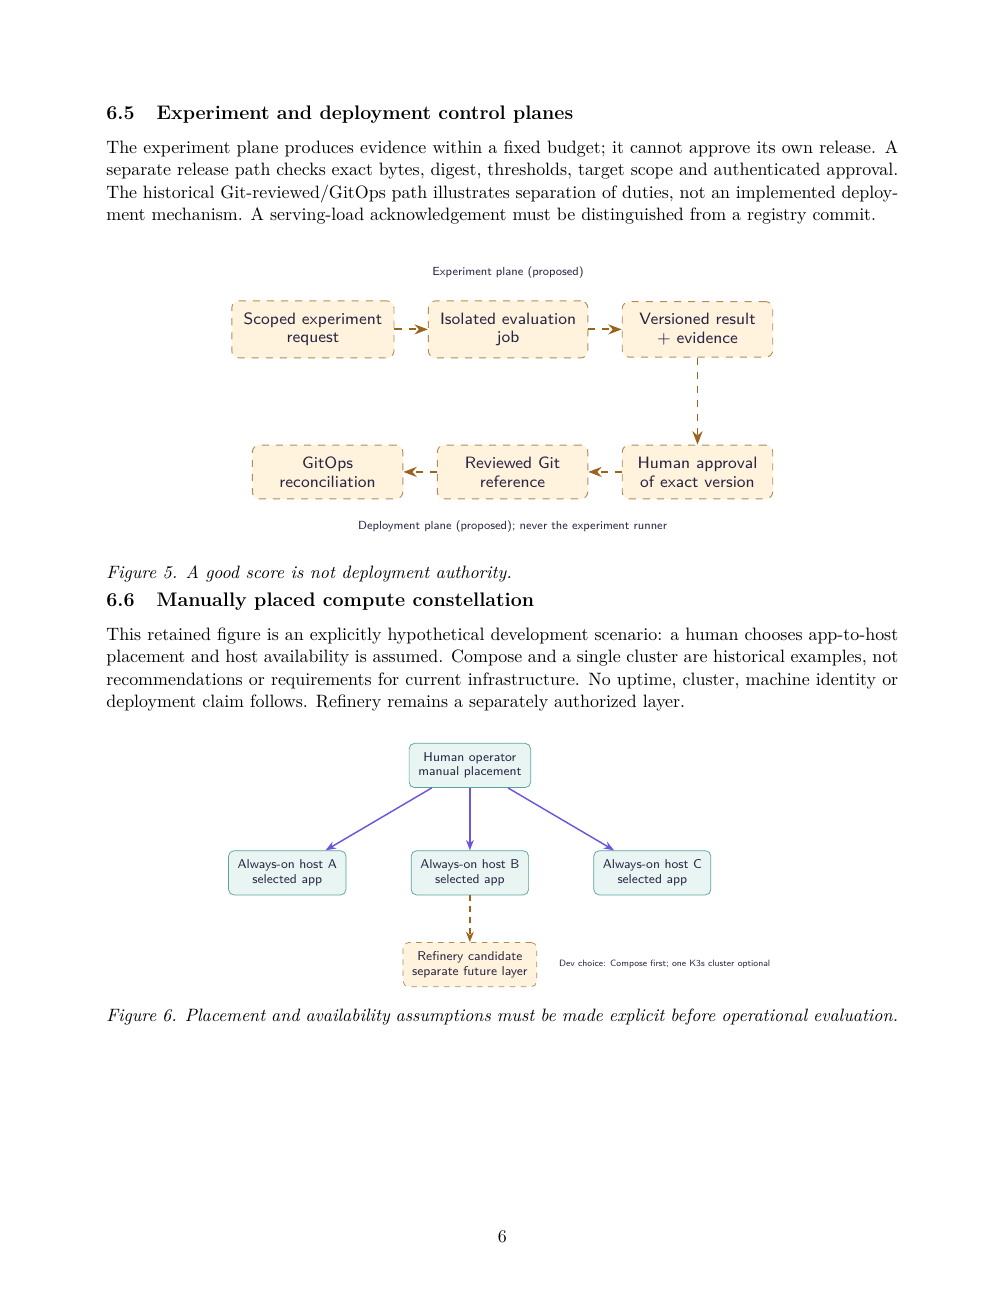 6.5 Experiment and deployment control planes
The experiment plane produces evidence within a fixed budget; it cannot approve its own release. A
separate release path checks exact bytes, digest, thresholds, target scope and authenticated approval.
The historical Git-reviewed/GitOps path illustrates separation of duties, not an implemented deploy-
ment mechanism. A serving-load acknowledgement must be distinguished from a registry commit.
Experiment plane (proposed)
Scoped experiment
request
Isolated evaluation
job
Versioned result
+ evidence
GitOps
reconciliation
Reviewed Git
reference
Human approval
of exact version
Deployment plane (proposed); never the experiment runner
Figure 5. A good score is not deployment authority.
6.6 Manually placed compute constellation
This retained figure is an explicitly hypothetical development scenario: a human chooses app-to-host
placement and host availability is assumed. Compose and a single cluster are historical examples, not
recommendations or requirements for current infrastructure. No uptime, cluster, machine identity or
deployment claim follows. Refinery remains a separately authorized layer.
Human operator
manual placement
Always-on host A
selected app
Always-on host B
selected app
Always-on host C
selected app
Refinery candidate
separate future layer
Dev choice: Compose first; one K3s cluster optional
Figure 6. Placement and availability assumptions must be made explicit before operational evaluation.
6